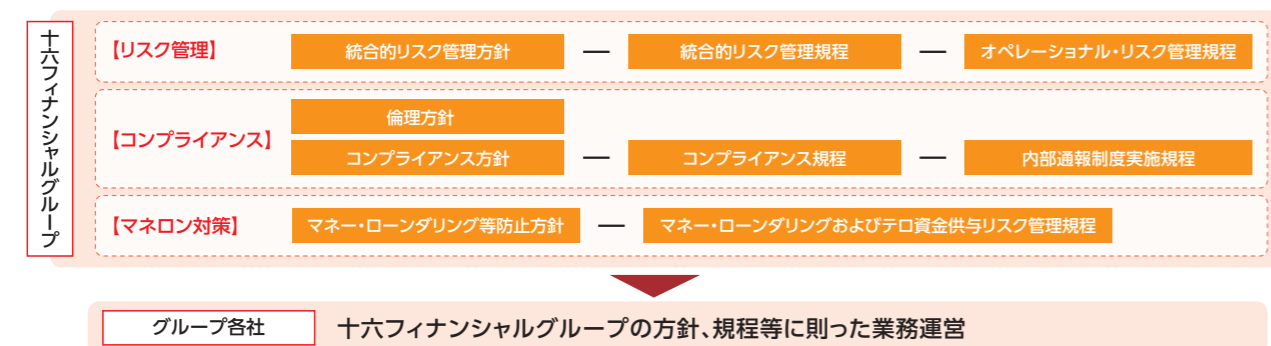 十六フィナンシャルグループ
【リスク管理】
統合的リスク管理方針 ― 統合的リスク管理規程 ― オペレーショナル・リスク管理規程
【コンプライアンス】
倫理方針
コンプライアンス方針 ― コンプライアンス規程 ― 内部通報制度実施規程
【マネロン対策】
マネー・ローンダリング等防止方針 ― マネー・ローンダリングおよびテロ資金供与リスク管理規程
グループ各社
十六フィナンシャルグループの方針、規程等に則った業務運営